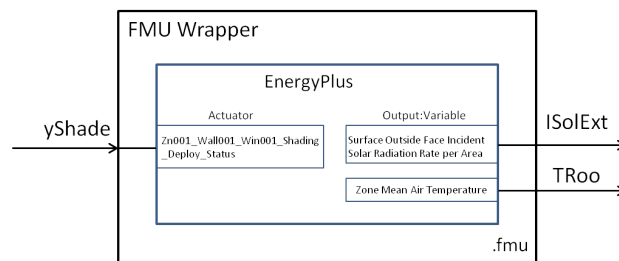 FMU Wrapper
EnergyPlus
Actuator
Output:Variable
yShade
Zn001_Wall001_Win001_Shading
_Deploy_Status
Surface Outside Face Incident
Solar Radiation Rate per Area
ISolExt
Zone Mean Air Temperature
TRoo
.fmu